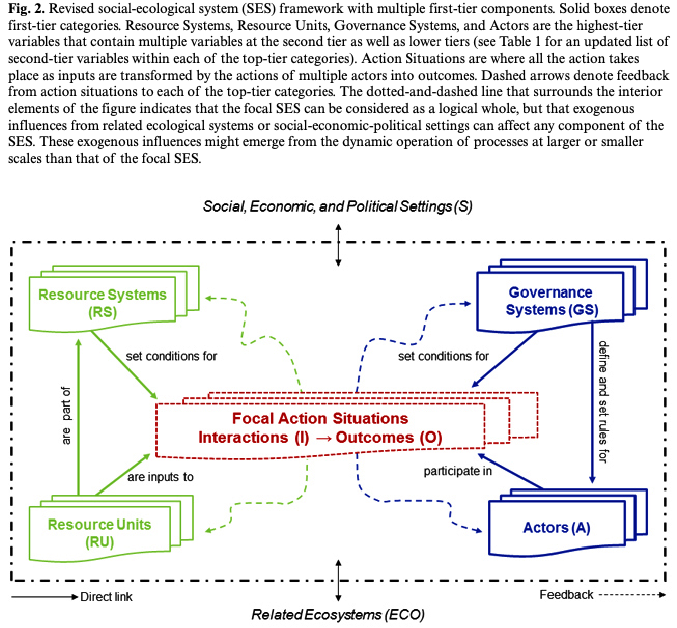 Fig. 2. Revised social-ecological system (SES) framework with multiple first-tier components. Solid boxes denote
first-tier categories. Resource Systems, Resource Units, Governance Systems, and Actors are the highest-tier
variables that contain multiple variables at the second tier as well as lower tiers (see Table 1 for an updated list of
second-tier variables within each of the top-tier categories). Action Situations are where all the action takes
place as inputs are transformed by the actions of multiple actors into outcomes. Dashed arrows denote feedback
from action situations to each of the top-tier categories. The dotted-and-dashed line that surrounds the interior
elements of the figure indicates that the focal SES can be considered as a logical whole, but that exogenous
influences from related ecological systems or social-economic-political settings can affect any component of the
SES. These exogenous influences might emerge from the dynamic operation of processes at larger or smaller
scales than that of the focal SES.
Social, Economic, and Political Settings (S)
Resource Systems
(RS)
Governance
Systems (GS)
set conditions for
set conditions for
are part of
define and set rules for
Focal Action Situations
Interactions (I) → Outcomes (O)
are inputs to
participate in
Resource Units
(RU)
Actors (A)
Direct link
Feedback
Related Ecosystems (ECO)